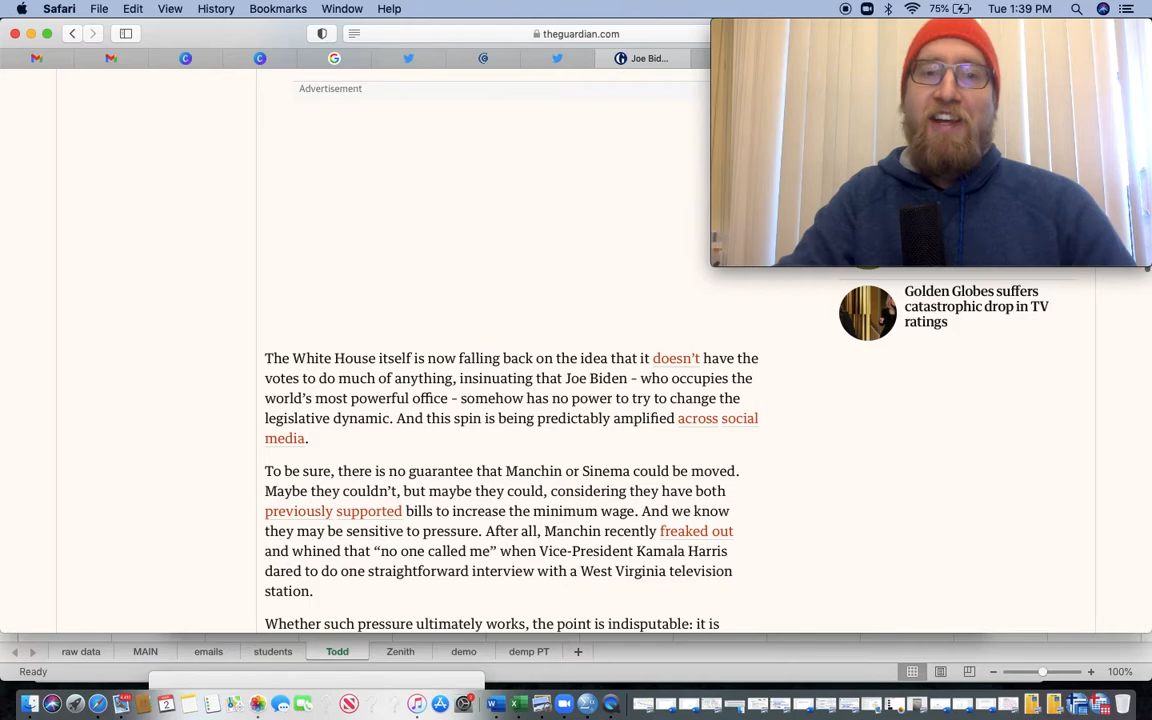 Safari File Edit View History Bookmarks Window Help 75% Tue 1:39 PM
theguardian.com
Joe Bid...
Advertisement
Golden Globes suffers
catastrophic drop in TV
ratings
The White House itself is now falling back on the idea that it doesn’t have the
votes to do much of anything, insinuating that Joe Biden – who occupies the
world’s most powerful office – somehow has no power to try to change the
legislative dynamic. And this spin is being predictably amplified across social
media.
To be sure, there is no guarantee that Manchin or Sinema could be moved.
Maybe they couldn’t, but maybe they could, considering they have both
previously supported bills to increase the minimum wage. And we know
they may be sensitive to pressure. After all, Manchin recently freaked out
and whined that “no one called me” when Vice-President Kamala Harris
dared to do one straightforward interview with a West Virginia television
station.
Whether such pressure ultimately works, the point is indisputable: it is
raw data MAIN emails students Todd Zenith demo demp PT
Ready 100%